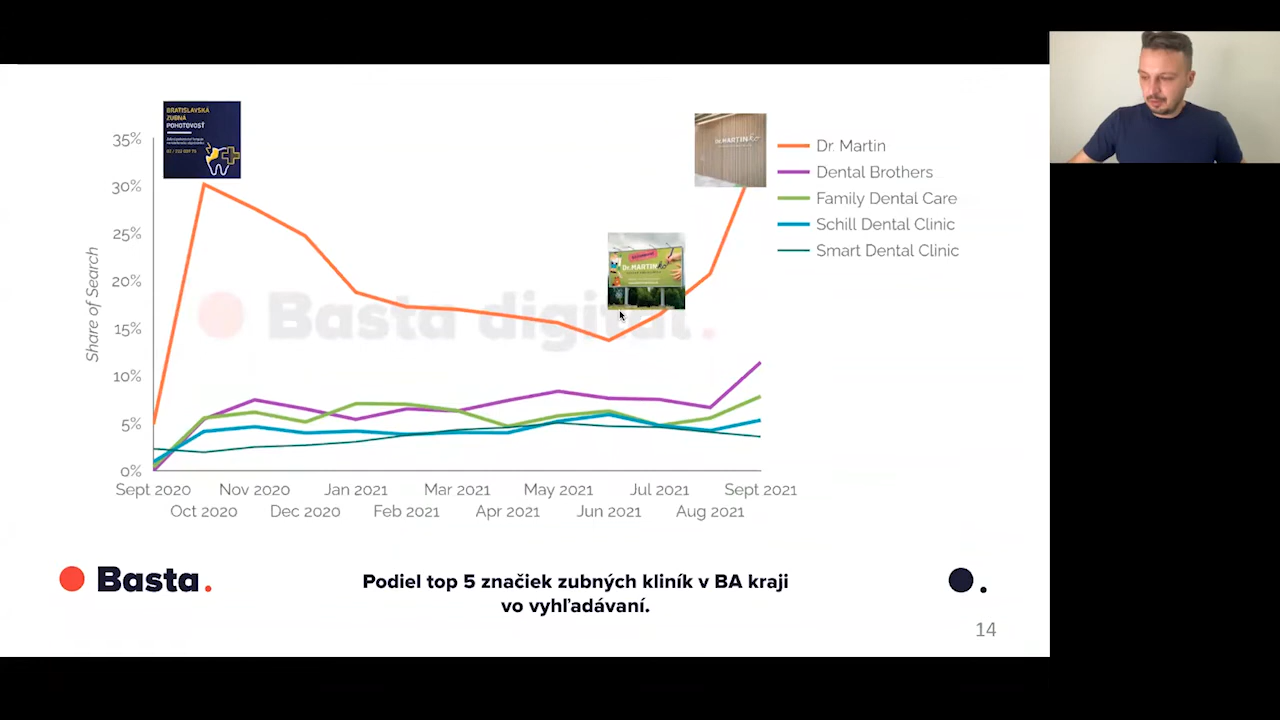 BRATISLAVSKÁ
ZUBNÁ
POHOTOVOSŤ
Dr.MARTINko
Dr.MARTINko
35%
30%
25%
20%
15%
10%
5%
0%
Share of Search
Sept 2020
Oct 2020
Nov 2020
Dec 2020
Jan 2021
Feb 2021
Mar 2021
Apr 2021
May 2021
Jun 2021
Jul 2021
Aug 2021
Sept 2021
Dr. Martin
Dental Brothers
Family Dental Care
Schill Dental Clinic
Smart Dental Clinic
Basta digital.
Basta.
Podiel top 5 značiek zubných kliník v BA kraji
vo vyhľadávaní.
14